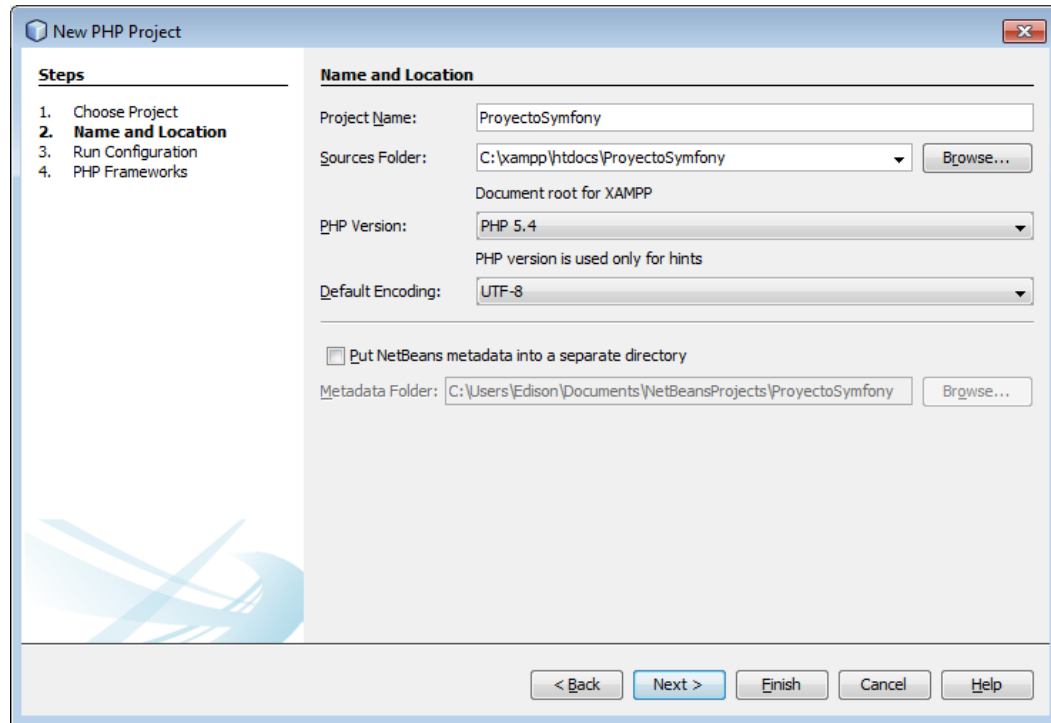 New PHP Project
Steps
1. Choose Project
2. Name and Location
3. Run Configuration
4. PHP Frameworks
Name and Location
Project Name: ProyectoSymfony
Sources Folder: C:\xampp\htdocs\ProyectoSymfony Browse...
Document root for XAMPP
PHP Version: PHP 5.4
PHP version is used only for hints
Default Encoding: UTF-8
Put NetBeans metadata into a separate directory
Metadata Folder: C:\Users\Edison\Documents\NetBeansProjects\ProyectoSymfony Browse...
< Back Next > Finish Cancel Help